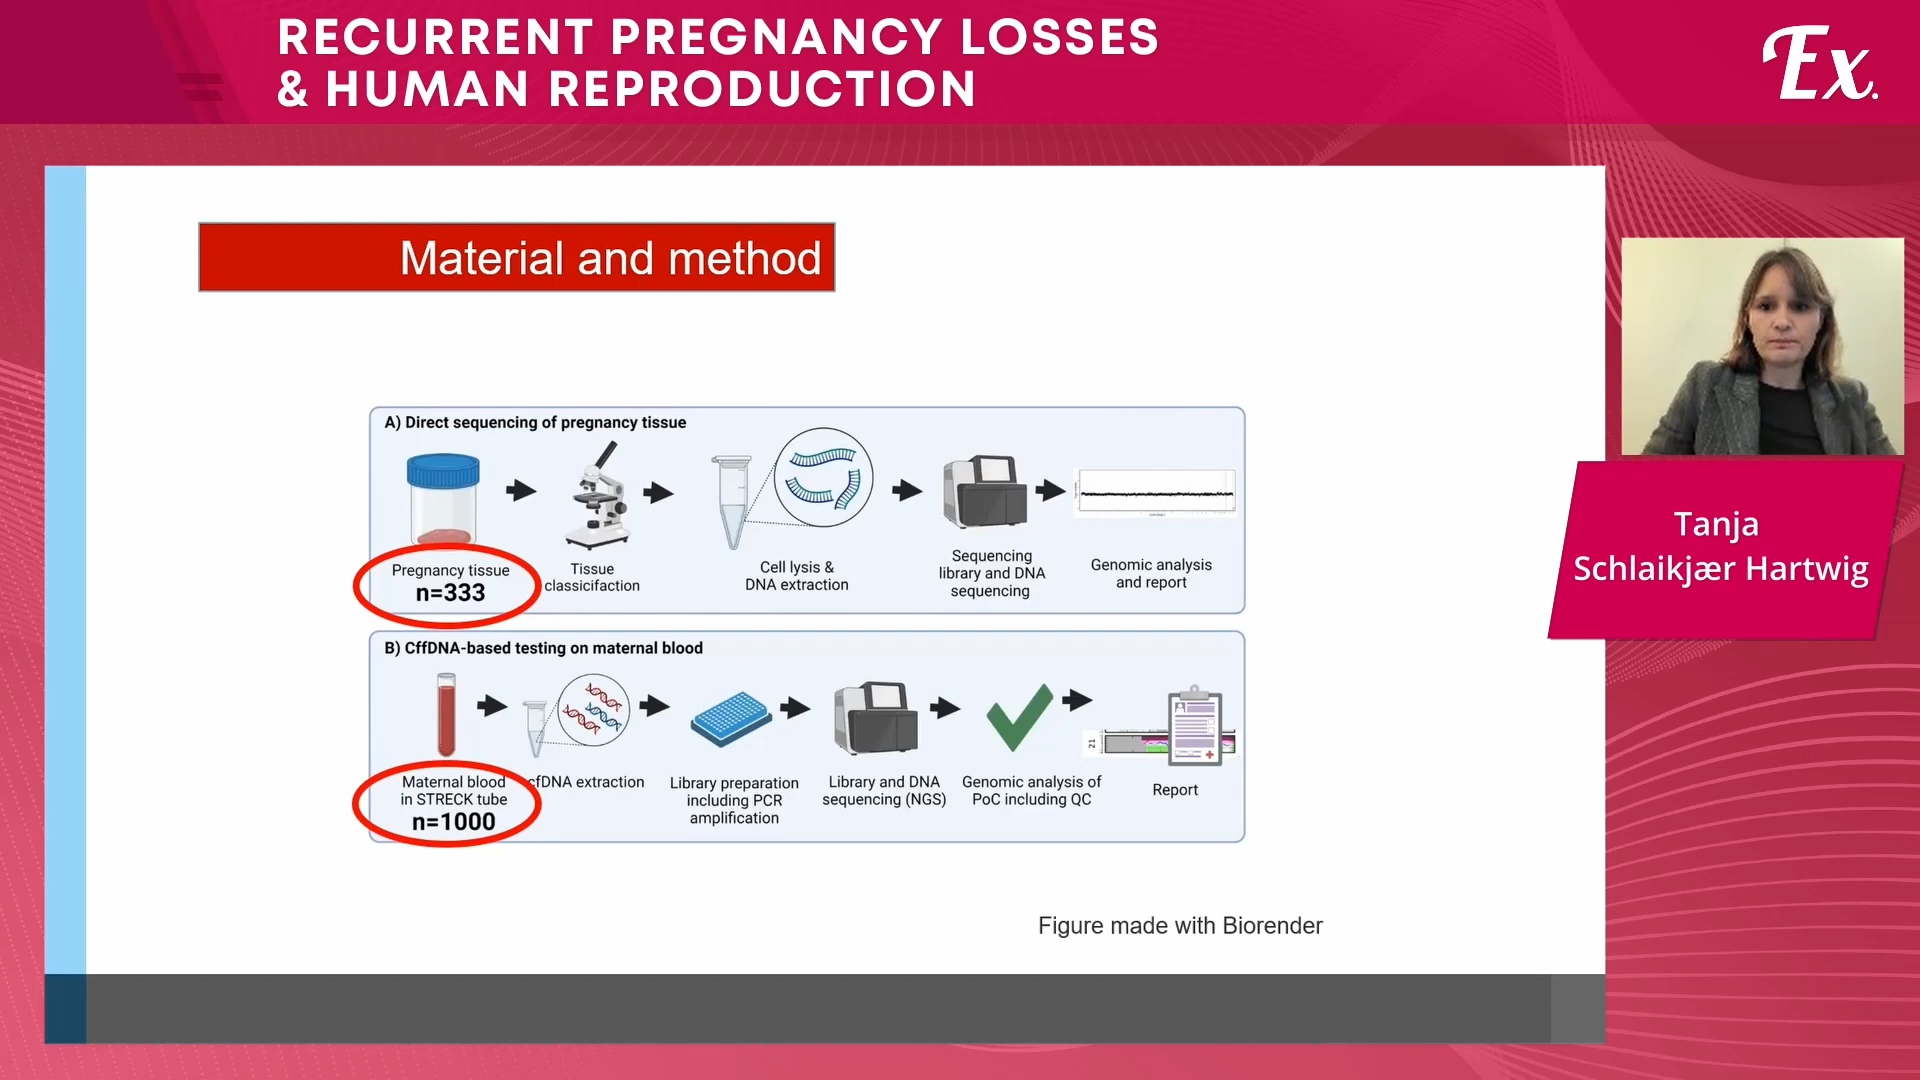 RECURRENT PREGNANCY LOSSES
& HUMAN REPRODUCTION
Ex.
Material and method
A) Direct sequencing of pregnancy tissue
Pregnancy tissue
n=333
Tissue
classicifaction
Cell lysis &
DNA extraction
Sequencing
library and DNA
sequencing
Genomic analysis
and report
B) CffDNA-based testing on maternal blood
Maternal blood
in STRECK tube
n=1000
cfDNA extraction
Library preparation
including PCR
amplification
Library and DNA
sequencing (NGS)
Genomic analysis of
PoC including QC
21
Report
Figure made with Biorender
Tanja
Schlaikjær Hartwig